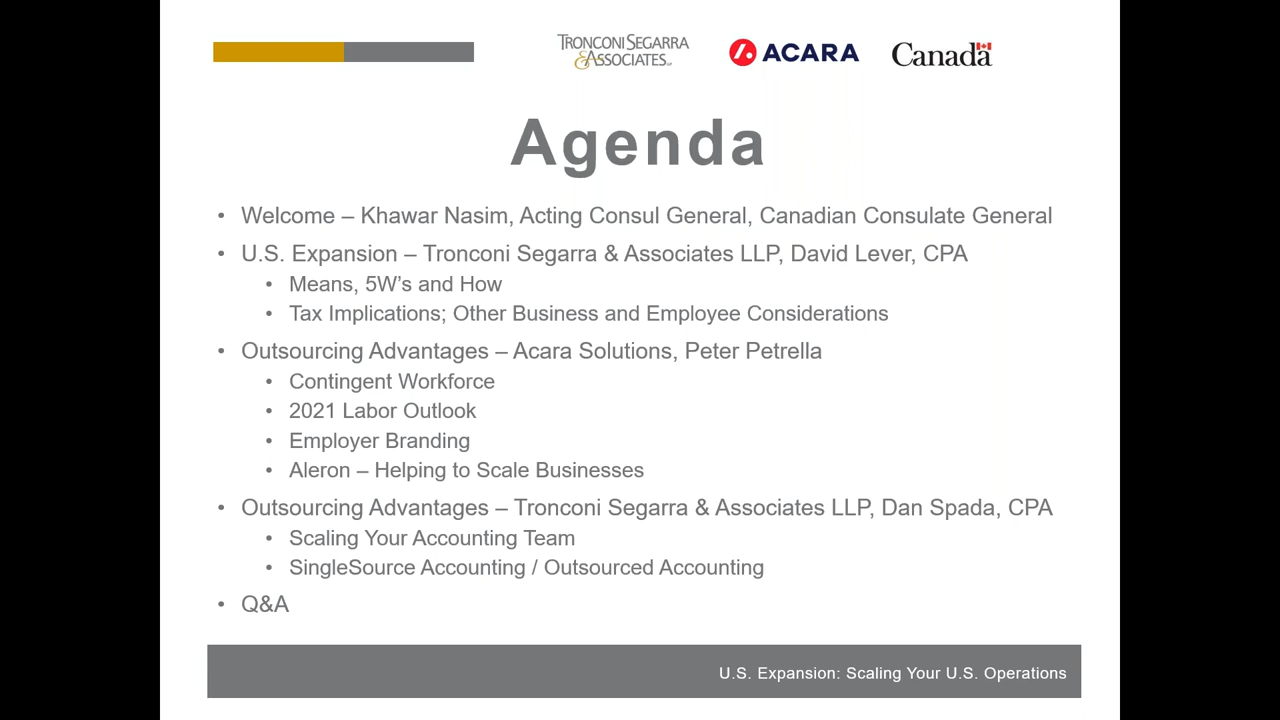 TRONCONI SEGARRA
& ASSOCIATES LLP
ACARA
Canada
Agenda
• Welcome – Khawar Nasim, Acting Consul General, Canadian Consulate General
• U.S. Expansion – Tronconi Segarra & Associates LLP, David Lever, CPA
• Means, 5W's and How
• Tax Implications; Other Business and Employee Considerations
• Outsourcing Advantages – Acara Solutions, Peter Petrella
• Contingent Workforce
• 2021 Labor Outlook
• Employer Branding
• Aleron – Helping to Scale Businesses
• Outsourcing Advantages – Tronconi Segarra & Associates LLP, Dan Spada, CPA
• Scaling Your Accounting Team
• SingleSource Accounting / Outsourced Accounting
• Q&A
U.S. Expansion: Scaling Your U.S. Operations